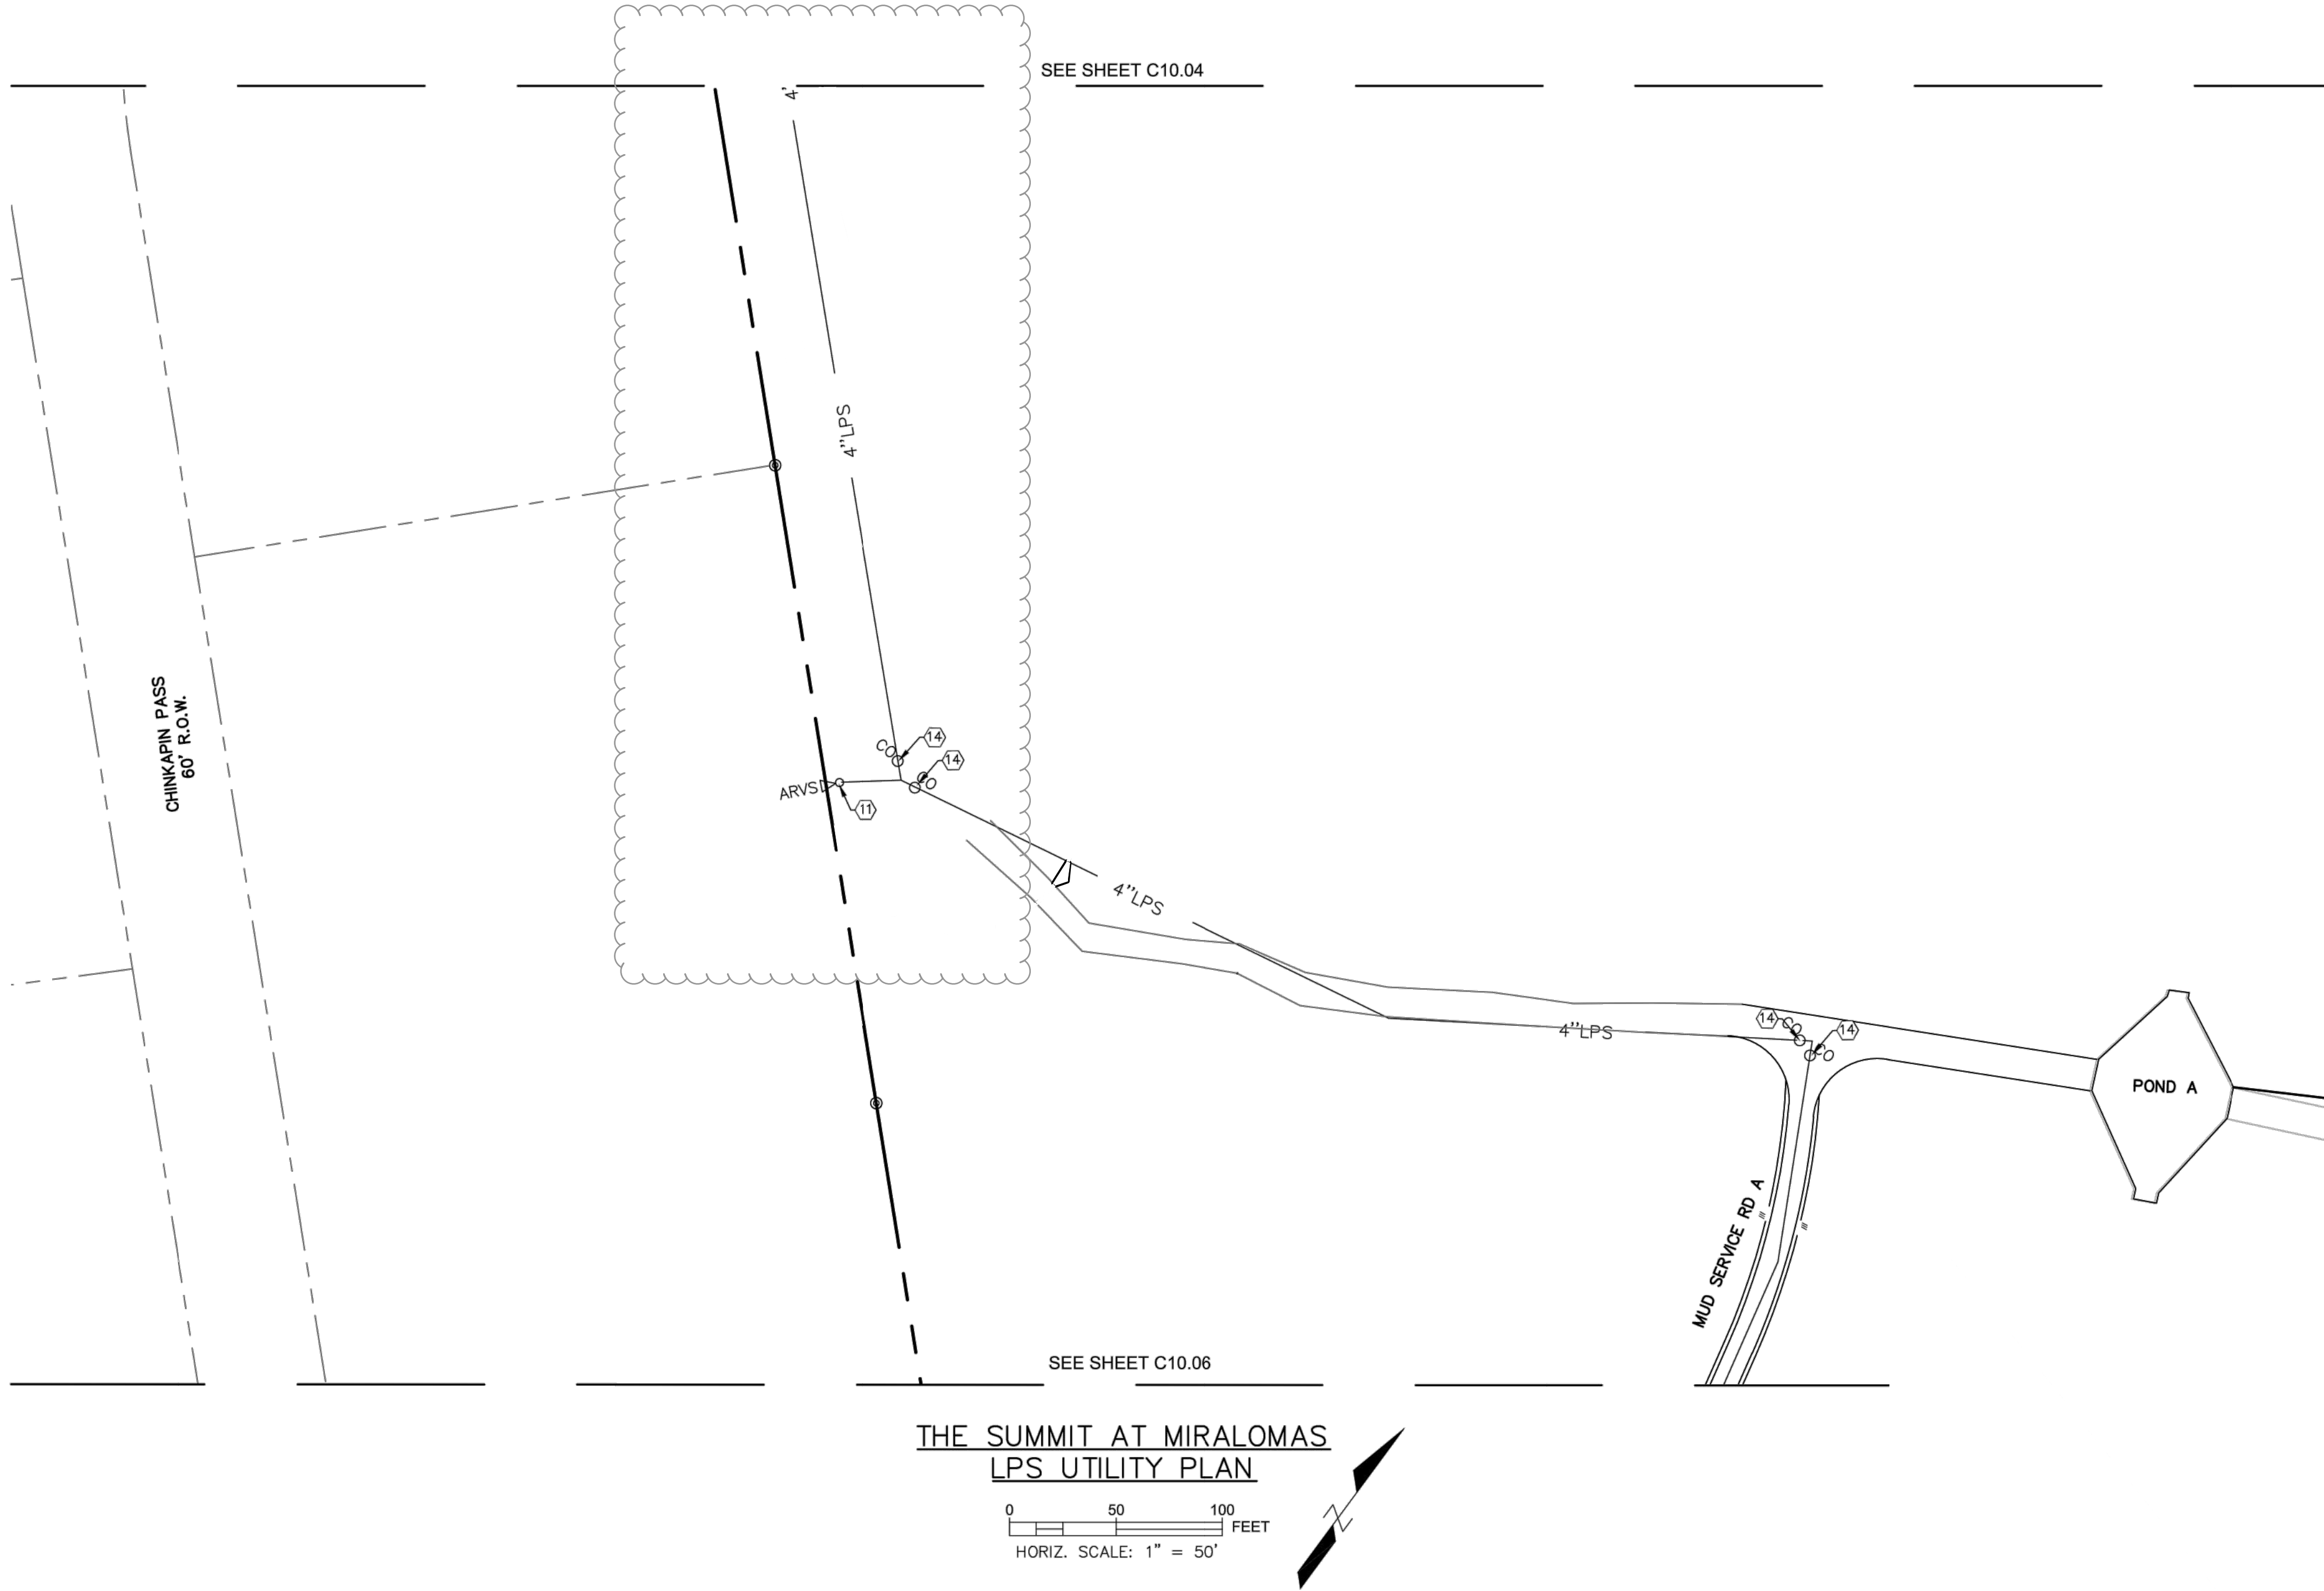 SEE SHEET C10.04
4'
4"LPS
CHINKAPIN PASS
60' R.O.W.
CO
14
14
CO
ARVS
11
4"LPS
4"LPS
14
CO
14
CO
POND A
MUD SERVICE RD A
SEE SHEET C10.06
THE SUMMIT AT MIRALOMAS
LPS UTILITY PLAN
0 50 100
FEET
HORIZ. SCALE: 1" = 50'
N